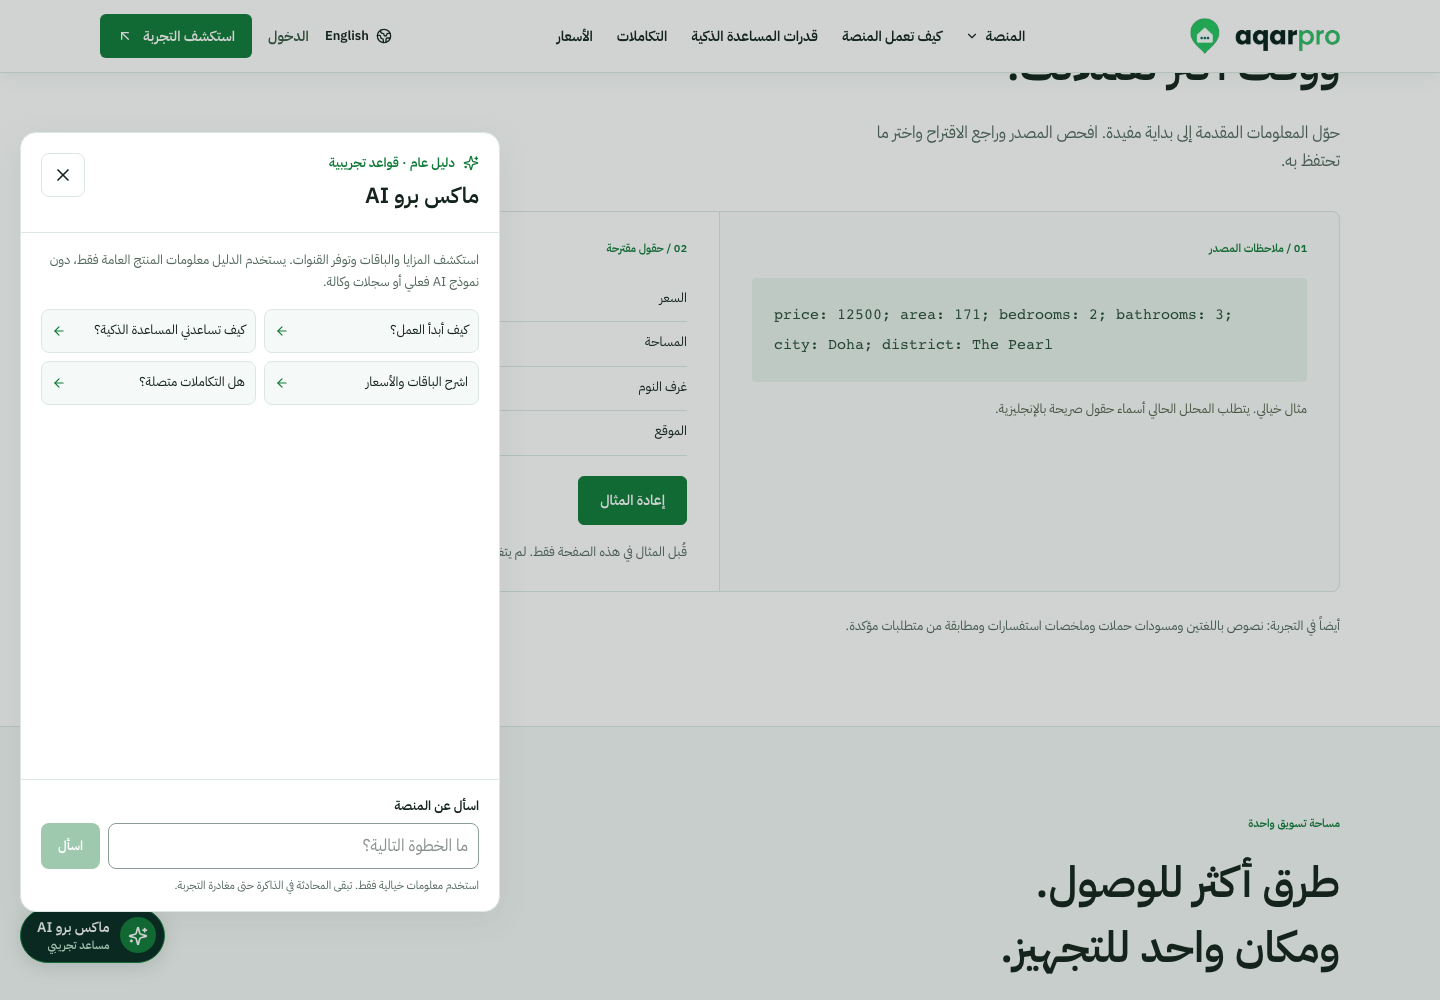 aqarpro
المنصة
كيف تعمل المنصة
قدرات المساعدة الذكية
التكاملات
الأسعار
English
الدخول
استكشف التجربة
حوّل المعلومات المقدمة إلى بداية مفيدة. افحص المصدر وراجع الاقتراح واختر ما
تحتفظ به.
01 / ملاحظات المصدر
price: 12500; area: 171; bedrooms: 2; bathrooms: 3;
city: Doha; district: The Pearl
مثال خيالي. يتطلب المحلل الحالي أسماء حقول صريحة بالإنجليزية.
02 / حقول مقترحة
السعر
المساحة
غرف النوم
الموقع
إعادة المثال
قُبل المثال في هذه الصفحة فقط. لم
أيضاً في التجربة: نصوص باللغتين ومسودات حملات وملخصات استفسارات ومطابقة من متطلبات مؤكدة.
مساحة تسويق واحدة
طرق أكثر للوصول.
ومكان واحد للتجهيز.
دليل عام · قواعد تجريبية
ماكس برو AI
استكشف المزايا والباقات وتوفر القنوات. يستخدم الدليل معلومات المنتج العامة فقط، دون
نموذج AI فعلي أو سجلات وكالة.
كيف أبدأ العمل؟
كيف تساعدني المساعدة الذكية؟
اشرح الباقات والأسعار
هل التكاملات متصلة؟
اسأل عن المنصة
ما الخطوة التالية؟
اسأل
استخدم معلومات خيالية فقط. تبقى المحادثة في الذاكرة حتى مغادرة التجربة.
ماكس برو AI
مساعد تجريبي